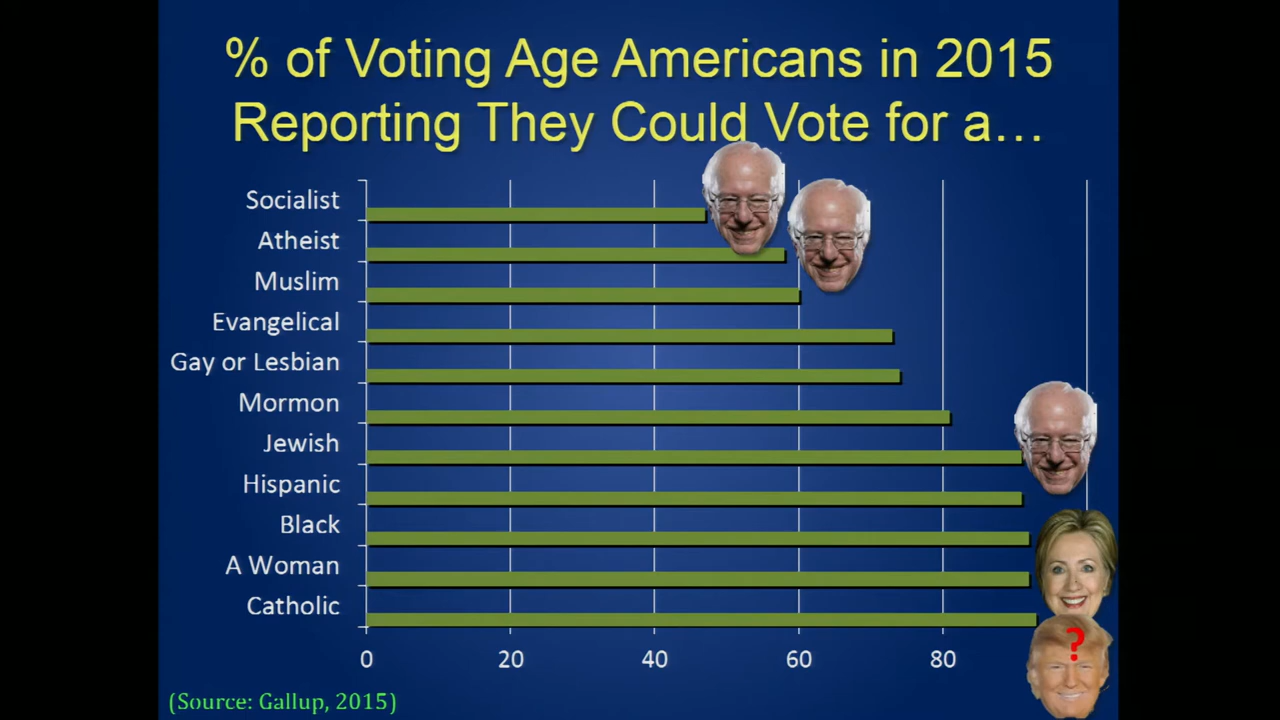 % of Voting Age Americans in 2015
Reporting They Could Vote for a…
Socialist
Atheist
Muslim
Evangelical
Gay or Lesbian
Mormon
Jewish
Hispanic
Black
A Woman
Catholic
0 20 40 60 80
?
(Source: Gallup, 2015)